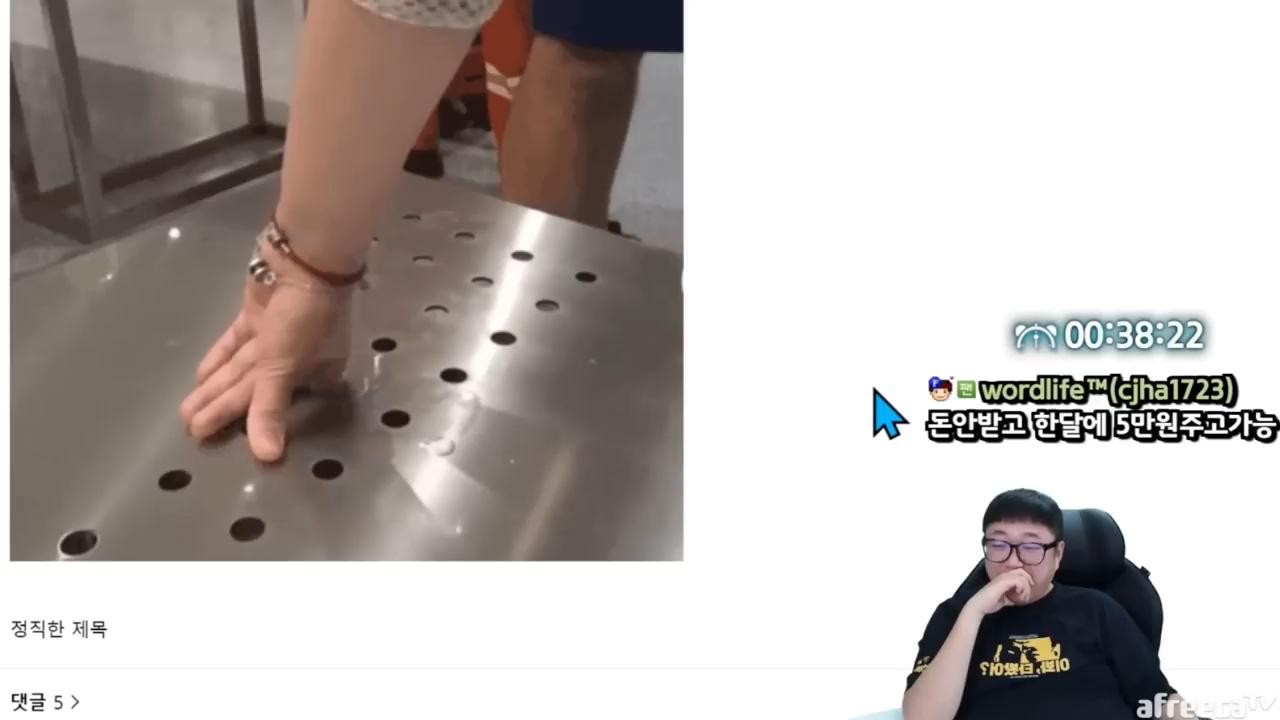 00:38:22
F 팬 wordlife™(cjha1723)
돈안받고 한달에 5만원주고가능
정직한 제목
댓글 5 >
afreecaTV